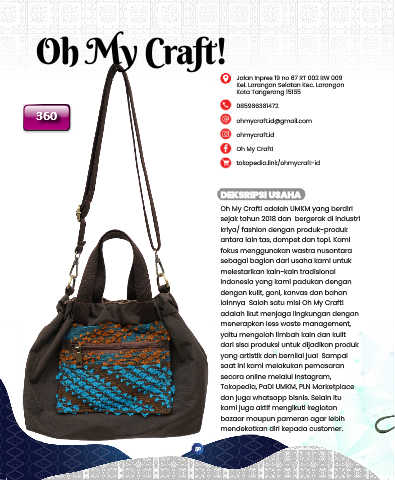 Oh My Craft!
360
Jalan Inpres 19 no 67 RT 002 RW 009
Kel. Larangan Selatan Kec. Larangan
Kota Tangerang 15155
085966381472
ohmycraft.id@gmail.com
ohmycraft.id
Oh My Craft!
tokopedia.link/ohmycraft-id
DEKSRIPSI USAHA
Oh My Craft! adalah UMKM yang berdiri
sejak tahun 2018 dan bergerak di industri
kriya/ fashion dengan produk-produk
antara lain tas, dompet dan topi. Kami
fokus menggunakan wastra nusantara
sebagai bagian dari usaha kami untuk
melestarikan kain-kain tradisional
Indonesia yang kami padukan dengan
dengan kulit, goni, kanvas dan bahan
lainnya Salah satu misi Oh My Craft!
adalah ikut menjaga lingkungan dengan
menerapkan less waste management,
yaitu mengolah limbah kain dan kulit
dari sisa produksi untuk dijadikan produk
yang artistik dan bernilai jual Sampai
saat ini kami melakukan pemasaran
secara online melalui Instagram,
Tokopedia, PaDi UMKM, PLN Marketplace
dan juga whatsapp bisnis. Selain itu
kami juga aktif mengikuti kegiatan
bazaar maupun pameran agar lebih
mendekatkan diri kepada customer.